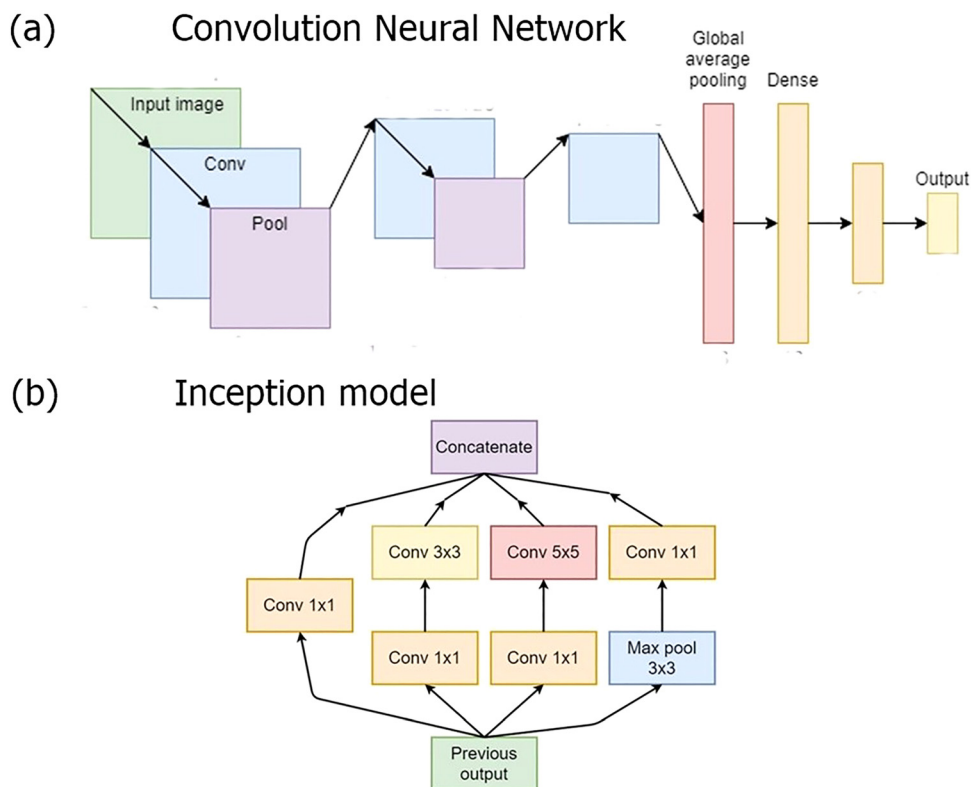 (a) Convolution Neural Network
Global
average
pooling
Dense
Input image
Conv
Pool
Output
(b) Inception model
Concatenate
Conv 3x3
Conv 5x5
Conv 1x1
Conv 1x1
Conv 1x1
Conv 1x1
Max pool
3x3
Previous
output